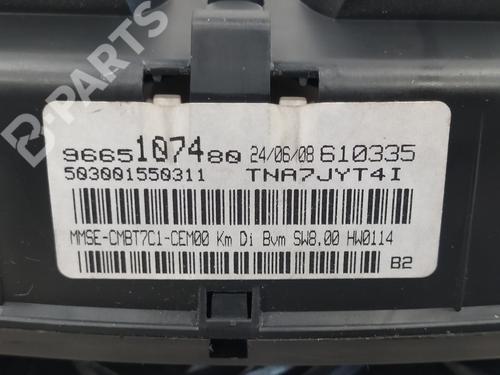 B-PARTS
9665107480 24/06/08 610335
503001550311 TNA7JYT4I
MMSE-CMBT7C1-CEM00 Km Di Bvm SW8.00 HW0114
B2